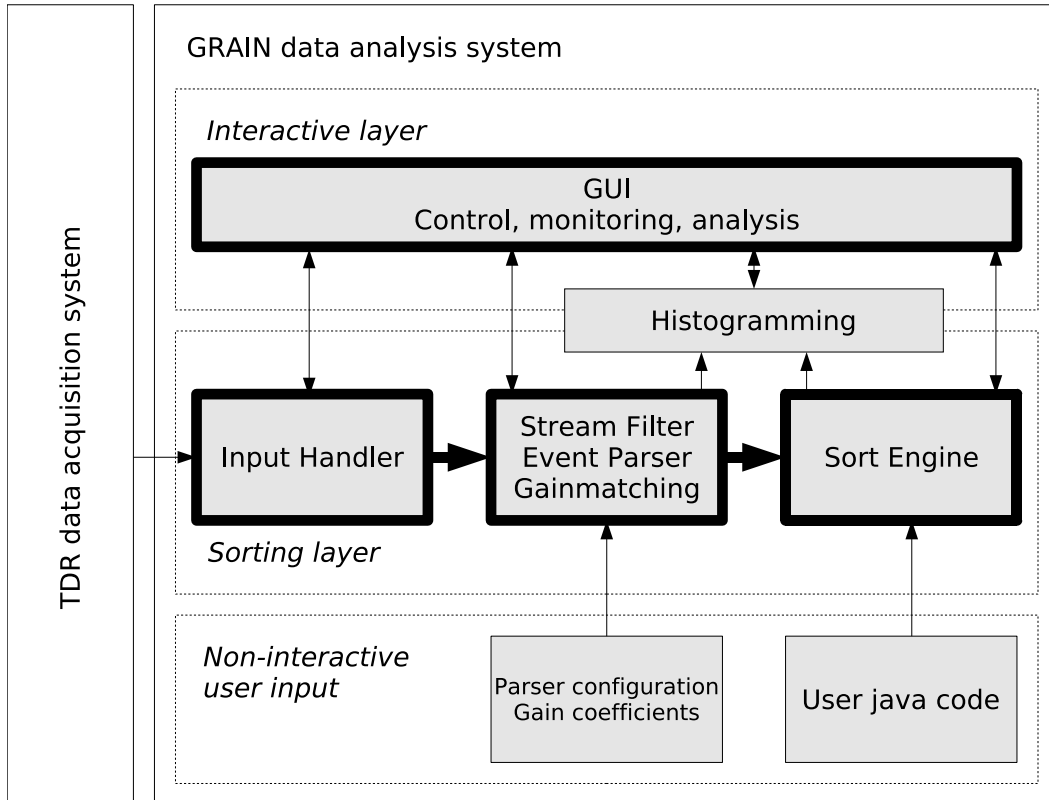 TDR data acquisition system
GRAIN data analysis system
Interactive layer
GUI
Control, monitoring, analysis
Histogramming
Input Handler
Stream Filter
Event Parser
Gainmatching
Sort Engine
Sorting layer
Non-interactive
user input
Parser configuration
Gain coefficients
User java code